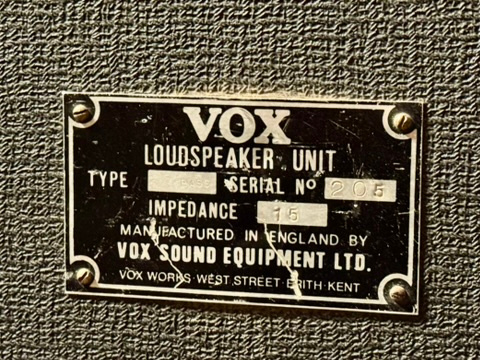 VOX
LOUDSPEAKER UNIT
TYPE SERIAL Nº 205
IMPEDANCE 15
MANUFACTURED IN ENGLAND BY
VOX SOUND EQUIPMENT LTD.
VOX WORKS·WEST STREET·ERITH·KENT